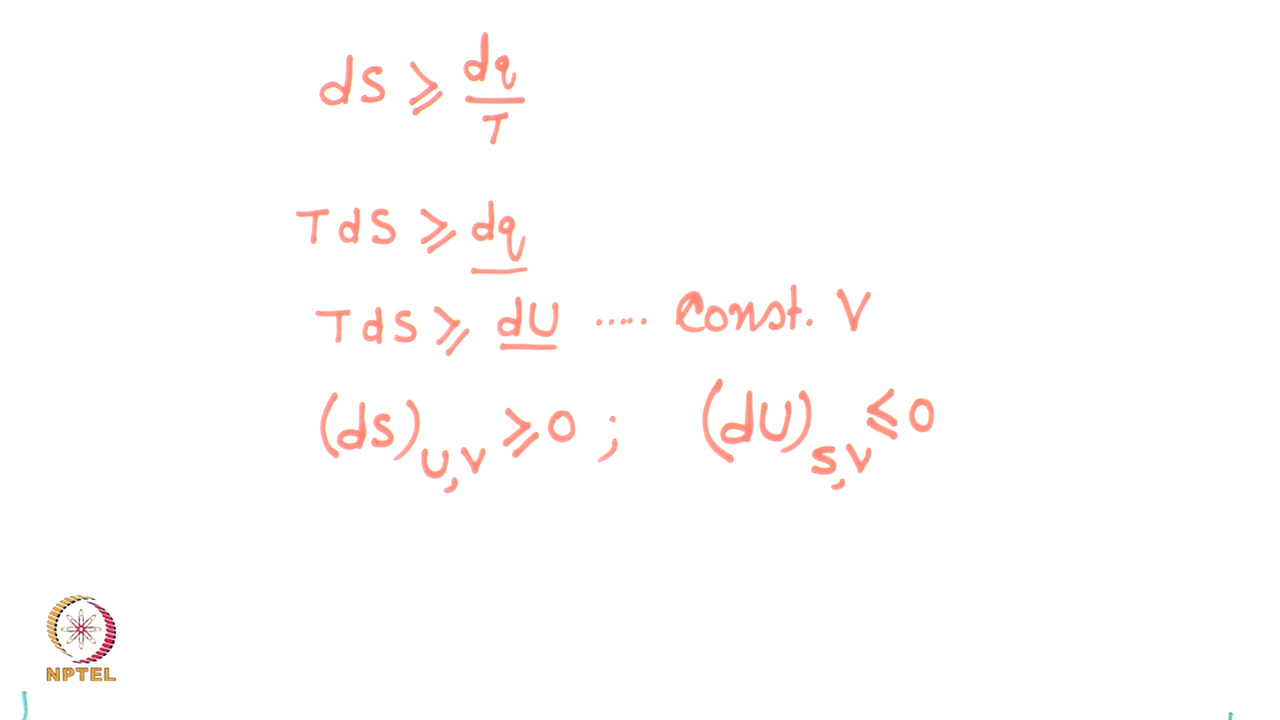 dS ≥ dq/T
TdS ≥ dq
TdS ≥ dU ..... Const. V
(dS)_{U,V} ≥ 0 ; (dU)_{S,V} ≤ 0
NPTEL